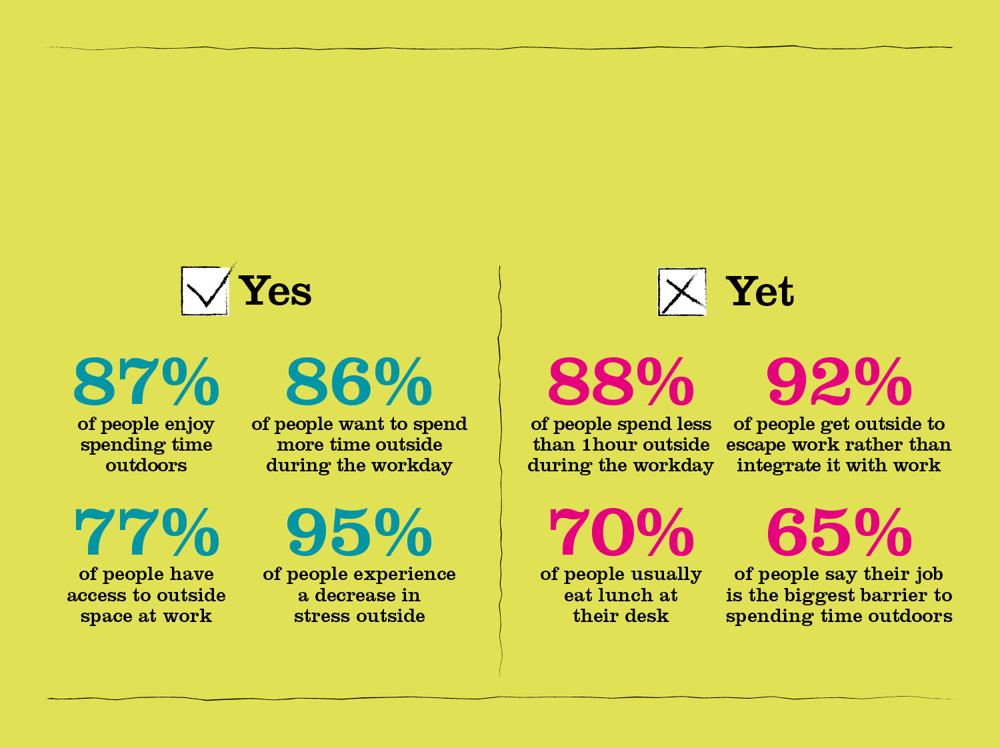 Yes
87%
of people enjoy
spending time
outdoors
86%
of people want to spend
more time outside
during the workday
77%
of people have
access to outside
space at work
95%
of people experience
a decrease in
stress outside
Yet
88%
of people spend less
than 1hour outside
during the workday
92%
of people get outside to
escape work rather than
integrate it with work
70%
of people usually
eat lunch at
their desk
65%
of people say their job
is the biggest barrier to
spending time outdoors